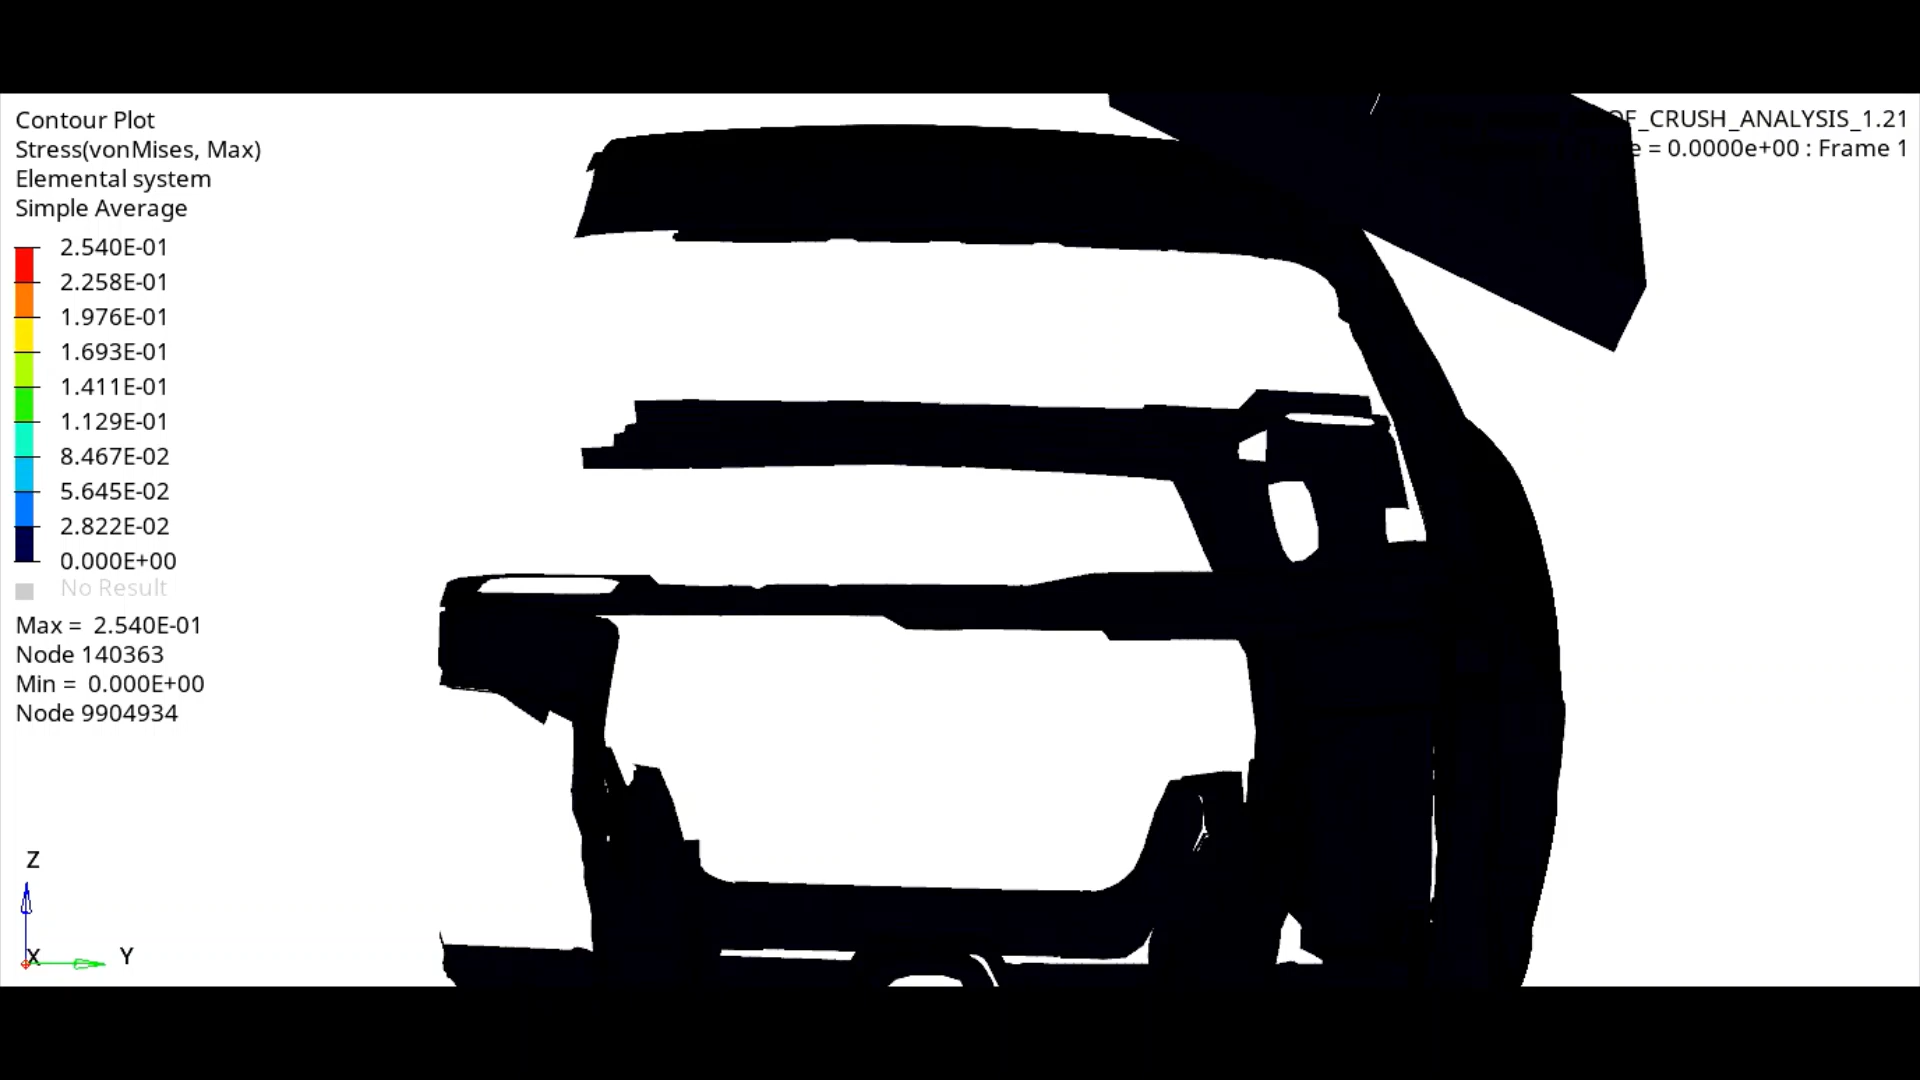 Contour Plot
Stress(vonMises, Max)
Elemental system
Simple Average
2.540E-01
2.258E-01
1.976E-01
1.693E-01
1.411E-01
1.129E-01
8.467E-02
5.645E-02
2.822E-02
0.000E+00
No Result
Max = 2.540E-01
Node 140363
Min = 0.000E+00
Node 9904934
_CRUSH_ANALYSIS_1.21
= 0.0000e+00 : Frame 1
Z
X
Y